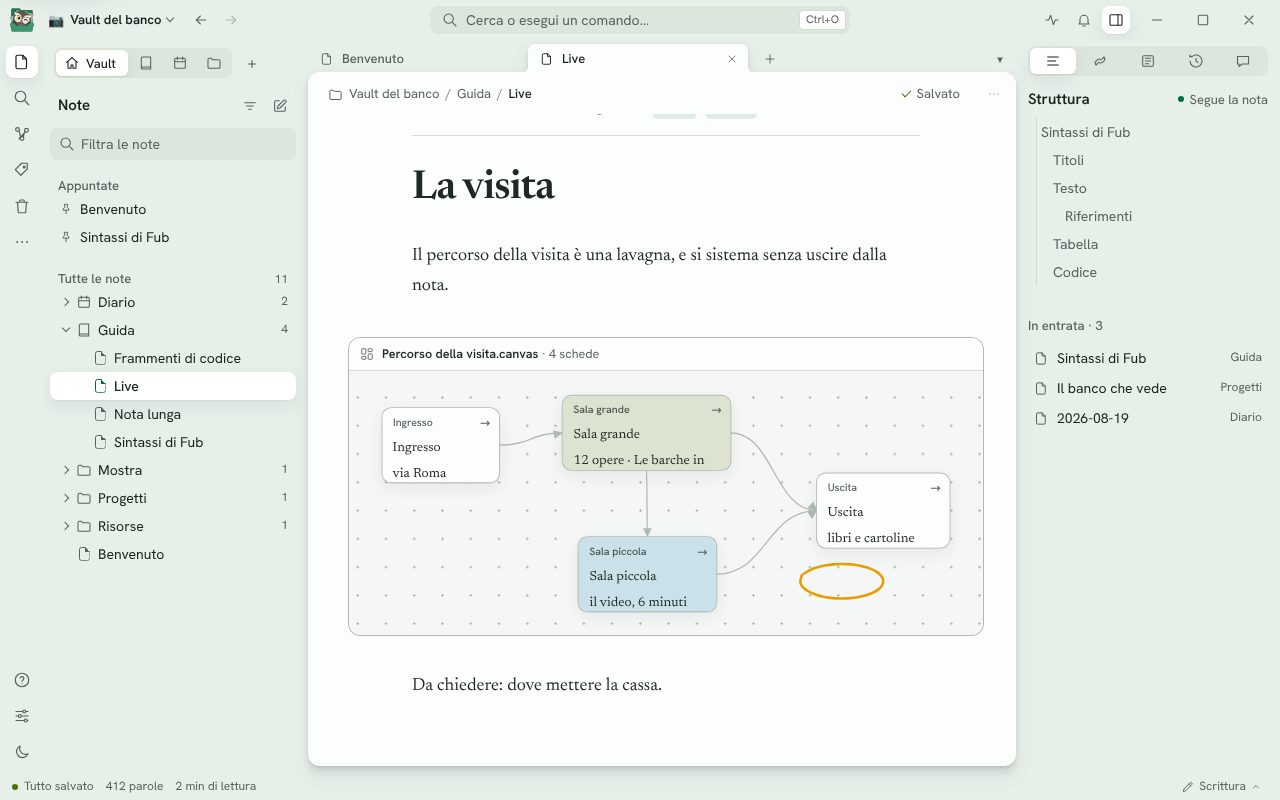 Vault del banco
Cerca o esegui un comando...
Ctrl+O
Vault
Benvenuto
Live
Note
Filtra le note
Appuntate
Benvenuto
Sintassi di Fub
Tutte le note 11
Diario 2
Guida 4
Frammenti di codice
Live
Nota lunga
Sintassi di Fub
Mostra 1
Progetti 1
Risorse 1
Benvenuto
Vault del banco / Guida / Live
Salvato
La visita
Il percorso della visita è una lavagna, e si sistema senza uscire dalla
nota.
Percorso della visita.canvas · 4 schede
Ingresso →
Ingresso
via Roma
Sala grande →
Sala grande
12 opere · Le barche in
Sala piccola →
Sala piccola
il video, 6 minuti
Uscita →
Uscita
libri e cartoline
Da chiedere: dove mettere la cassa.
Struttura
Segue la nota
Sintassi di Fub
Titoli
Testo
Riferimenti
Tabella
Codice
In entrata · 3
Sintassi di Fub Guida
Il banco che vede Progetti
2026-08-19 Diario
Tutto salvato 412 parole 2 min di lettura
Scrittura